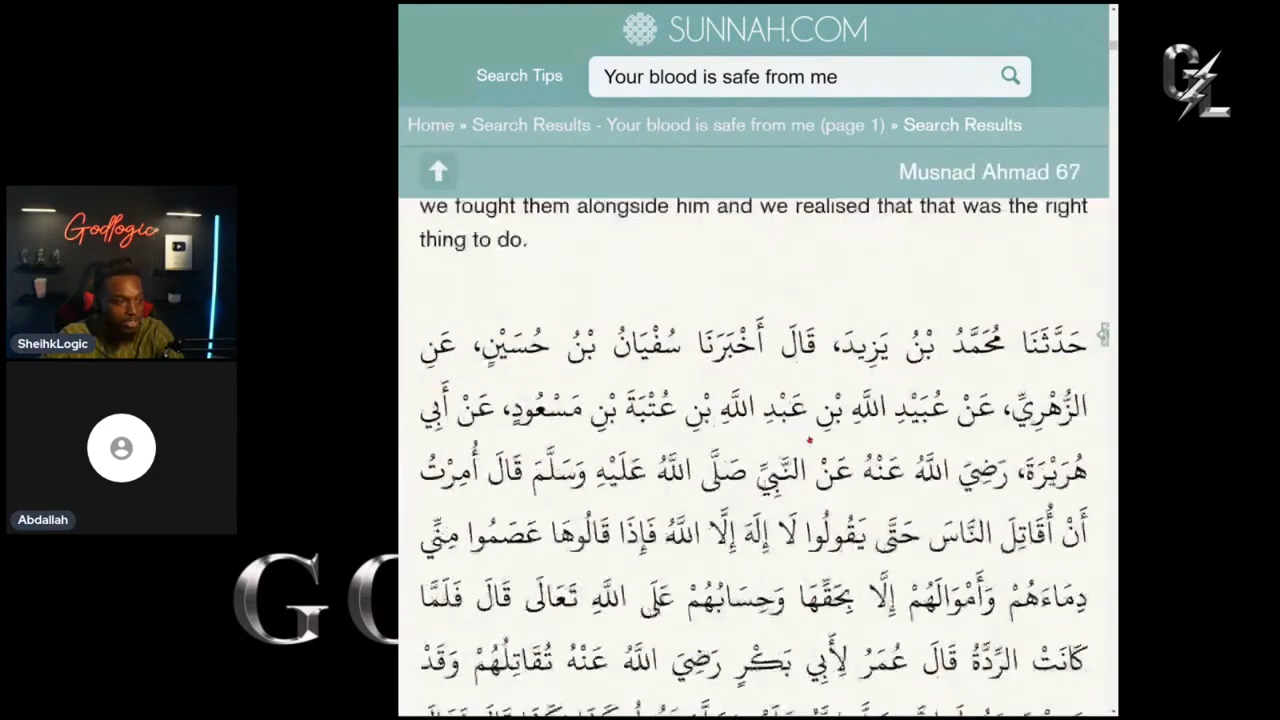 SUNNAH.COM
Search Tips
Your blood is safe from me
Home » Search Results - Your blood is safe from me (page 1) » Search Results
Musnad Ahmad 67
we fought them alongside him and we realised that that was the right
thing to do.
حَدَّثَنَا مُحَمَّدُ بْنُ يَزِيدَ، قَالَ أَخْبَرَنَا سُفْيَانُ بْنُ حُسَيْنٍ، عَنِ
الزُّهْرِيِّ، عَنْ عُبَيْدِ اللَّهِ بْنِ عَبْدِ اللَّهِ بْنِ عُتْبَةَ بْنِ مَسْعُودٍ، عَنْ أَبِي
هُرَيْرَةَ، رَضِيَ اللَّهُ عَنْهُ عَنْ النَّبِيِّ صَلَّى اللَّهُ عَلَيْهِ وَسَلَّمَ قَالَ أُمِرْتُ
أَنْ أُقَاتِلَ النَّاسَ حَتَّى يَقُولُوا لَا إِلَهَ إِلَّا اللَّهُ فَإِذَا قَالُوهَا عَصَمُوا مِنِّي
دِمَاءَهُمْ وَأَمْوَالَهُمْ إِلَّا بِحَقِّهَا وَحِسَابُهُمْ عَلَى اللَّهِ تَعَالَى قَالَ فَلَمَّا
كَانَتْ الرِّدَّةُ قَالَ عُمَرُ لِأَبِي بَكْرٍ رَضِيَ اللَّهُ عَنْهُ تُقَاتِلُهُمْ وَقَدْ
Godlogic
SheihkLogic
Abdallah
GL
GO